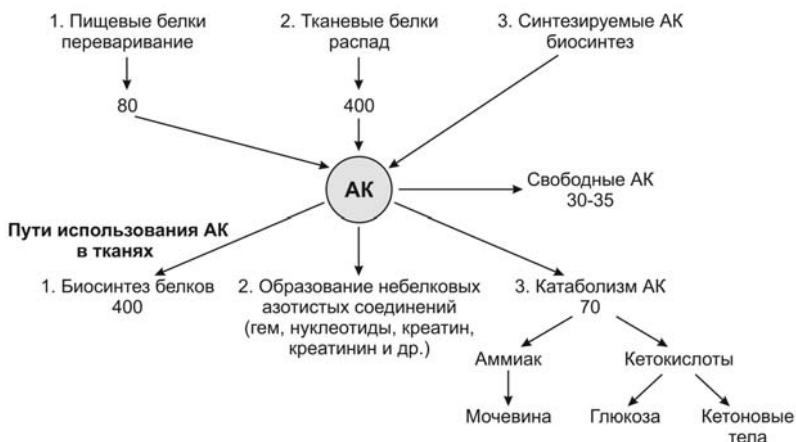 1. Пищевые белки
переваривание
2. Тканевые белки
распад
3. Синтезируемые АК
биосинтез
80
400
АК
Свободные АК
30-35
Пути использования АК
в тканях
1. Биосинтез белков
400
2. Образование небелковых
азотистых соединений
(гем, нуклеотиды, креатин,
креатинин и др.)
3. Катаболизм АК
70
Аммиак
Кетокислоты
Мочевина
Глюкоза
Кетоновые
тела